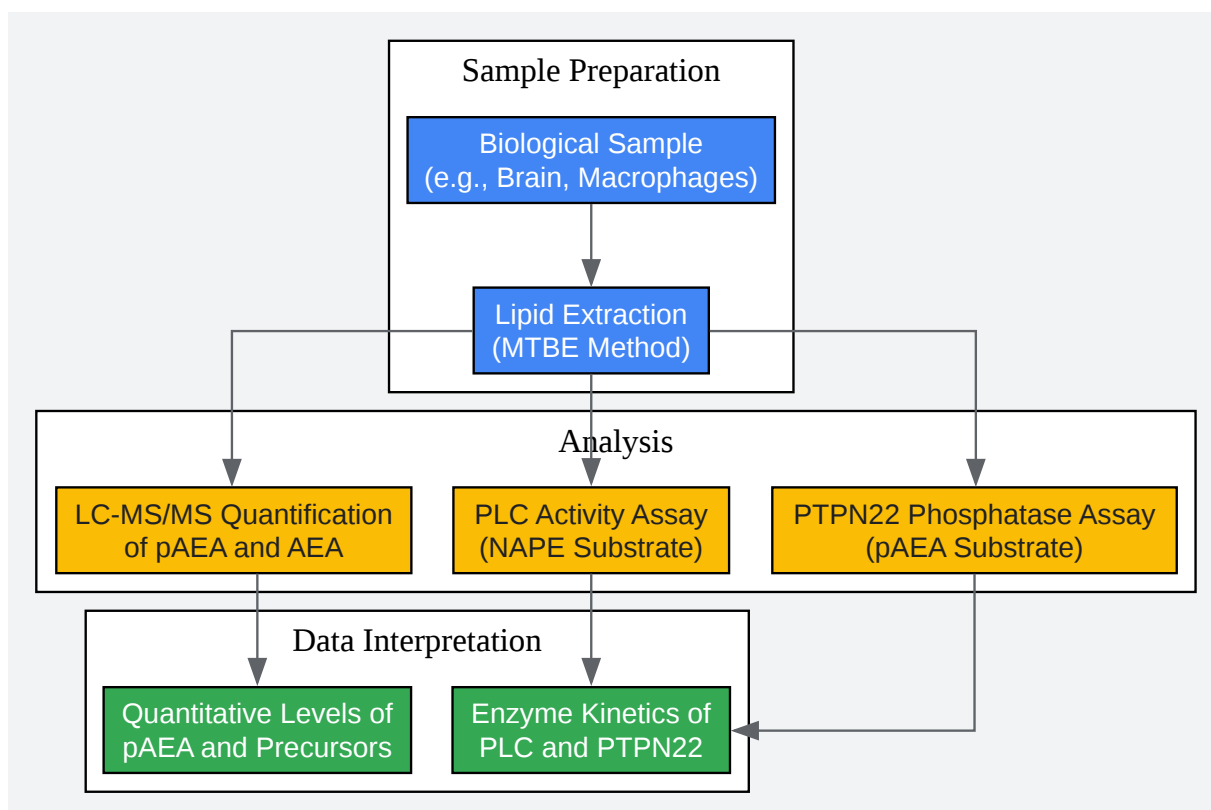 Sample Preparation
Biological Sample
(e.g., Brain, Macrophages)
Lipid Extraction
(MTBE Method)
Analysis
LC-MS/MS Quantification
of pAEA and AEA
PLC Activity Assay
(NAPE Substrate)
PTPN22 Phosphatase Assay
(pAEA Substrate)
Data Interpretation
Quantitative Levels of
pAEA and Precursors
Enzyme Kinetics of
PLC and PTPN22